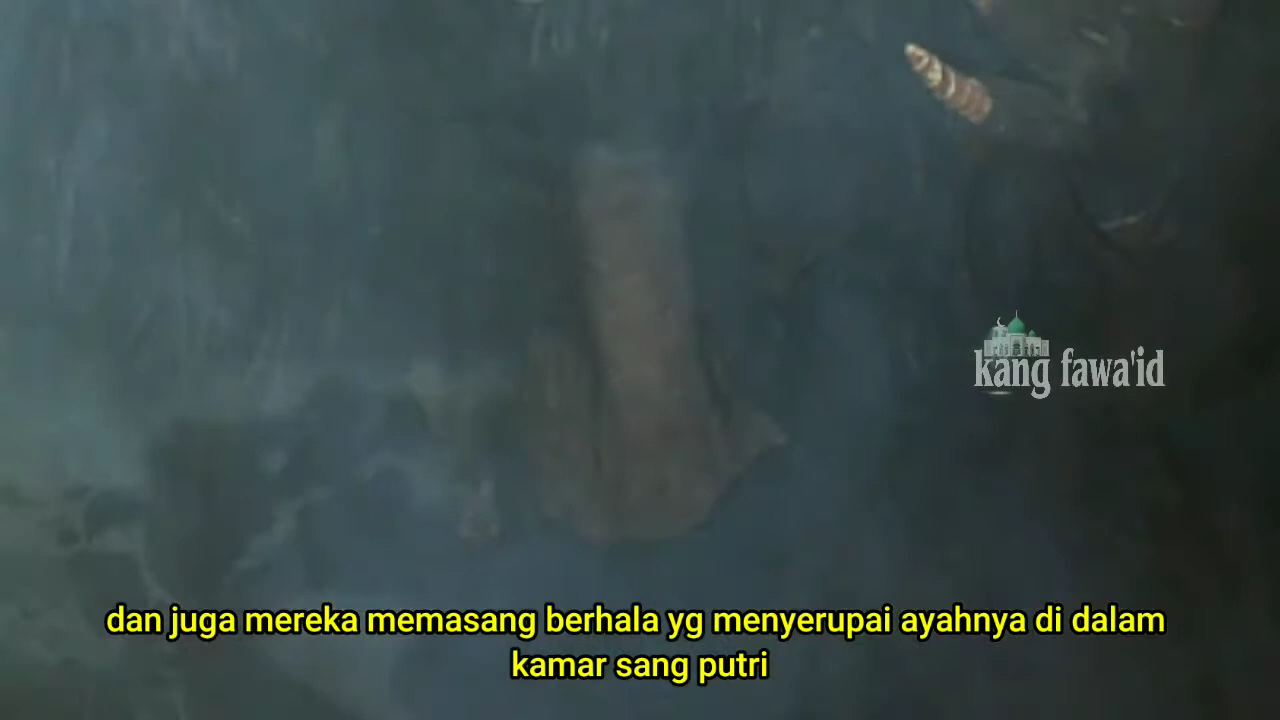 kang fawa'id
dan juga mereka memasang berhala yg menyerupai ayahnya di dalam
kamar sang putri